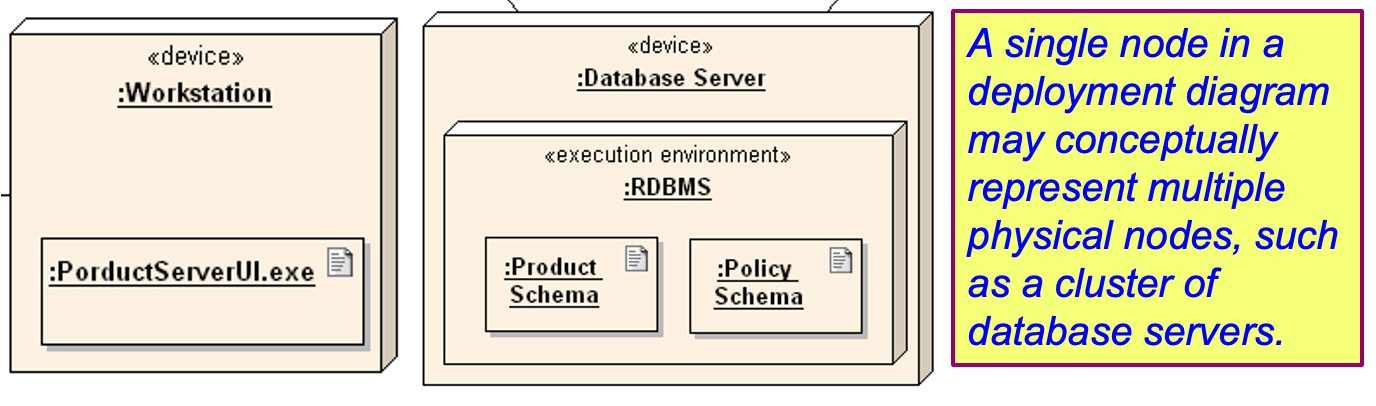 «device»
:Workstation
:PorductServerUI.exe
«device»
:Database Server
«execution environment»
:RDBMS
:Product
Schema
:Policy
Schema
A single node in a
deployment diagram
may conceptually
represent multiple
physical nodes, such
as a cluster of
database servers.